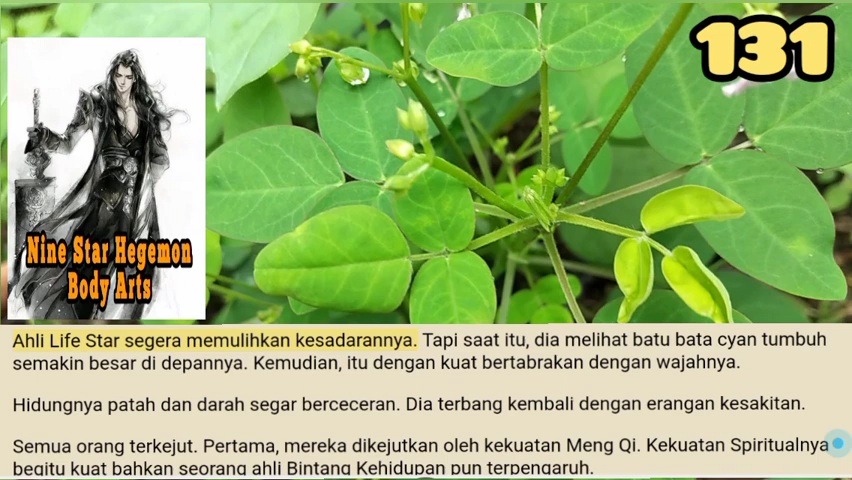 131
Nine Star Hegemon
Body Arts
Ahli Life Star segera memulihkan kesadarannya. Tapi saat itu, dia melihat batu bata cyan tumbuh
semakin besar di depannya. Kemudian, itu dengan kuat bertabrakan dengan wajahnya.
Hidungnya patah dan darah segar berceceran. Dia terbang kembali dengan erangan kesakitan.
Semua orang terkejut. Pertama, mereka dikejutkan oleh kekuatan Meng Qi. Kekuatan Spiritualnya
begitu kuat bahkan seorang ahli Bintang Kehidupan pun terpengaruh.